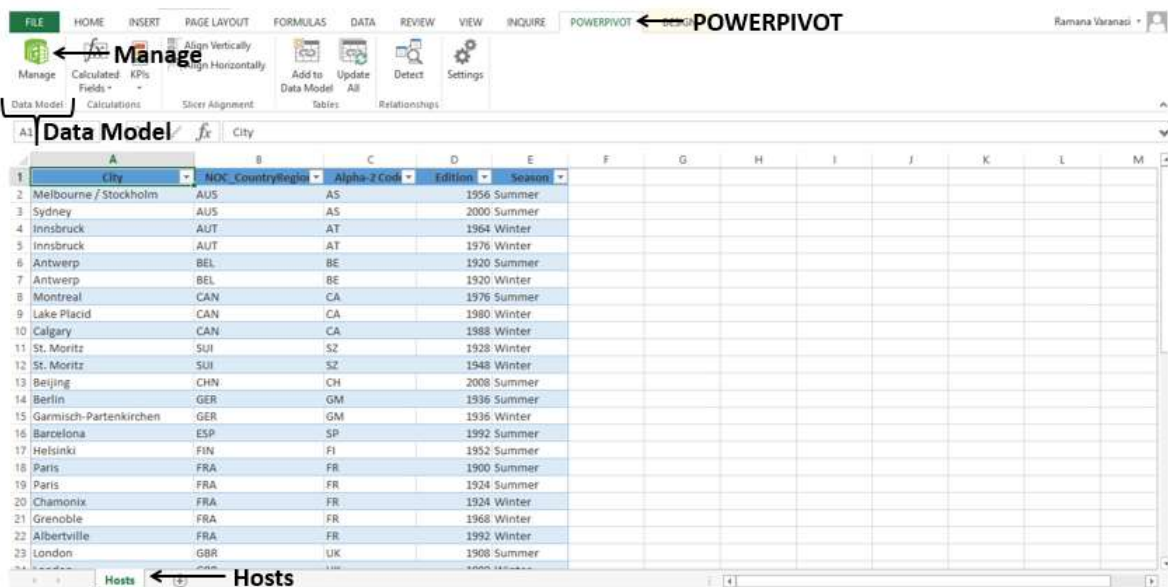 FILE HOME INSERT PAGE LAYOUT FORMULAS DATA REVIEW VIEW INQUIRE POWERPIVOT POWERPIVOT Ramana Varanasi
Manage
Align Vertically
Align Horizontally
Manage Calculated Fields KPIs Add to Data Model Update All Detect Settings
Data Model Calculations Slicer Alignment Tables Relationships
Data Model
A1 fx City
A B C D E F G H I J K L M
1 City NOC_CountryRegion Alpha-2 Code Edition Season
2 Melbourne / Stockholm AUS AS 1956 Summer
3 Sydney AUS AS 2000 Summer
4 Innsbruck AUT AT 1964 Winter
5 Innsbruck AUT AT 1976 Winter
6 Antwerp BEL BE 1920 Summer
7 Antwerp BEL BE 1920 Winter
8 Montreal CAN CA 1976 Summer
9 Lake Placid CAN CA 1980 Winter
10 Calgary CAN CA 1988 Winter
11 St. Moritz SUI SZ 1928 Winter
12 St. Moritz SUI SZ 1948 Winter
13 Beijing CHN CH 2008 Summer
14 Berlin GER GM 1936 Summer
15 Garmisch-Partenkirchen GER GM 1936 Winter
16 Barcelona ESP SP 1992 Summer
17 Helsinki FIN FI 1952 Summer
18 Paris FRA FR 1900 Summer
19 Paris FRA FR 1924 Summer
20 Chamonix FRA FR 1924 Winter
21 Grenoble FRA FR 1968 Winter
22 Albertville FRA FR 1992 Winter
23 London GBR UK 1908 Summer
Hosts Hosts